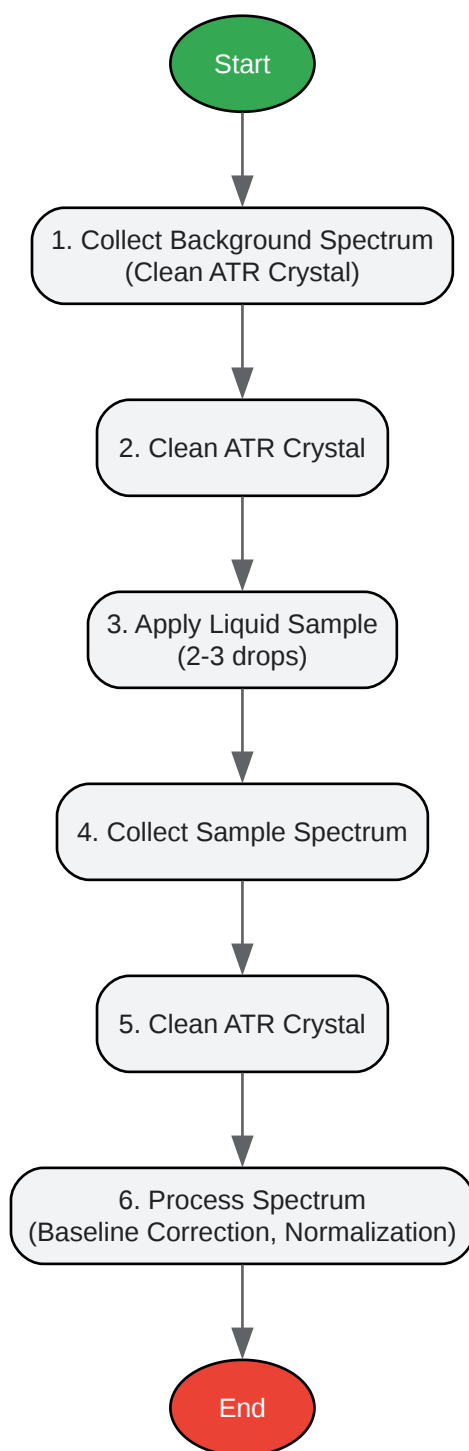 Start
1. Collect Background Spectrum
(Clean ATR Crystal)
2. Clean ATR Crystal
3. Apply Liquid Sample
(2-3 drops)
4. Collect Sample Spectrum
5. Clean ATR Crystal
6. Process Spectrum
(Baseline Correction, Normalization)
End